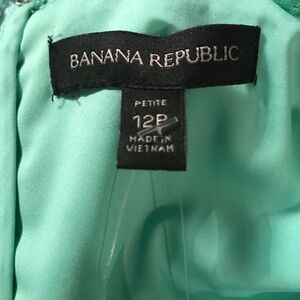 BANANA REPUBLIC
PETITE
12P
MADE IN
VIETNAM